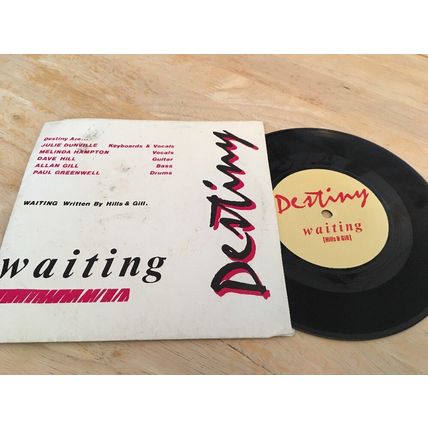 Destiny Are...
JULIE DUNVILLE Keyboards & Vocals
MELINDA HAMPTON Vocals
DAVE HILL Guitar
ALLAN GILL Bass
PAUL GREENWELL Drums
WAITING Written By Hills & Gill.
waiting
Destiny
Destiny
waiting
[Hills & Gill]